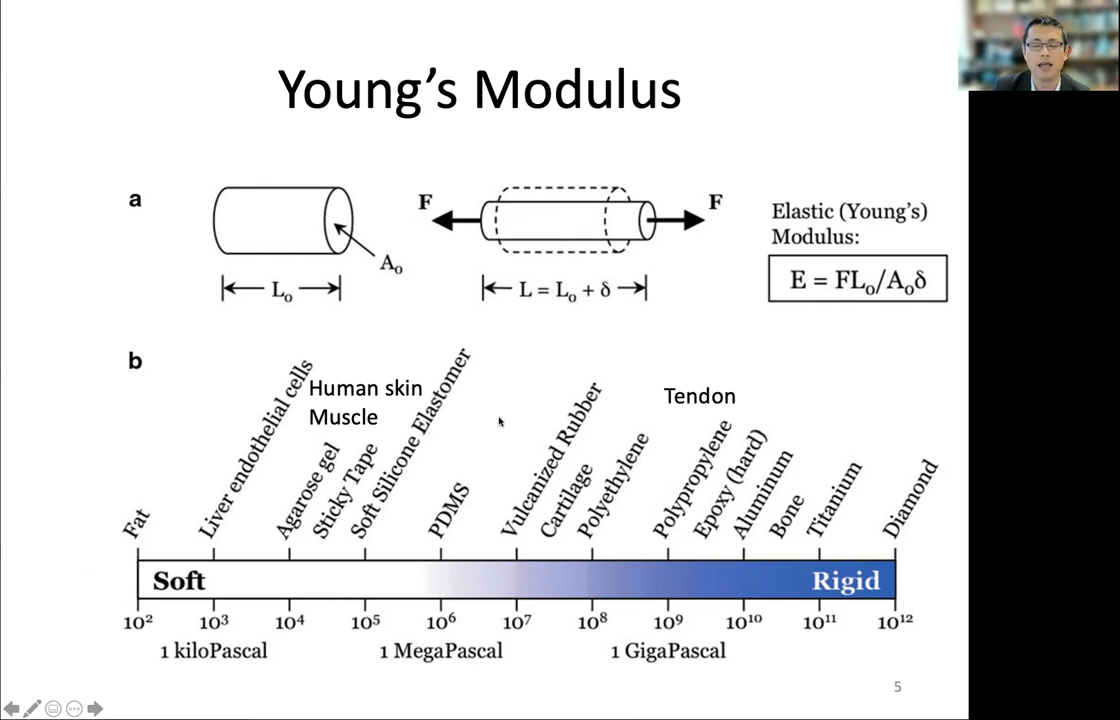 Young's Modulus
a
A₀
L₀
F
F
L = L₀ + δ
Elastic (Young's)
Modulus:
E = FL₀/A₀δ
b
Human skin
Muscle
Tendon
Fat
Liver endothelial cells
Agarose gel
Sticky Tape
Soft Silicone Elastomer
PDMS
Vulcanized Rubber
Cartilage
Polyethylene
Polypropylene
Epoxy (hard)
Aluminum
Bone
Titanium
Diamond
Soft
Rigid
10² 10³ 10⁴ 10⁵ 10⁶ 10⁷ 10⁸ 10⁹ 10¹⁰ 10¹¹ 10¹²
1 kiloPascal 1 MegaPascal 1 GigaPascal
5